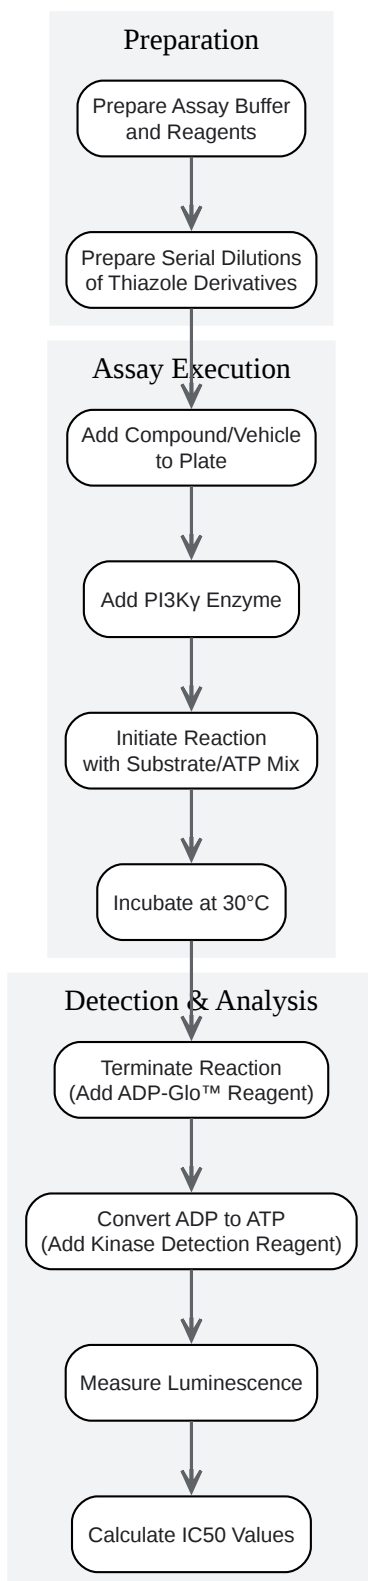 Preparation
Prepare Assay Buffer
and Reagents
Prepare Serial Dilutions
of Thiazole Derivatives
Assay Execution
Add Compound/Vehicle
to Plate
Add PI3Kγ Enzyme
Initiate Reaction
with Substrate/ATP Mix
Incubate at 30°C
Detection & Analysis
Terminate Reaction
(Add ADP-Glo™ Reagent)
Convert ADP to ATP
(Add Kinase Detection Reagent)
Measure Luminescence
Calculate IC50 Values